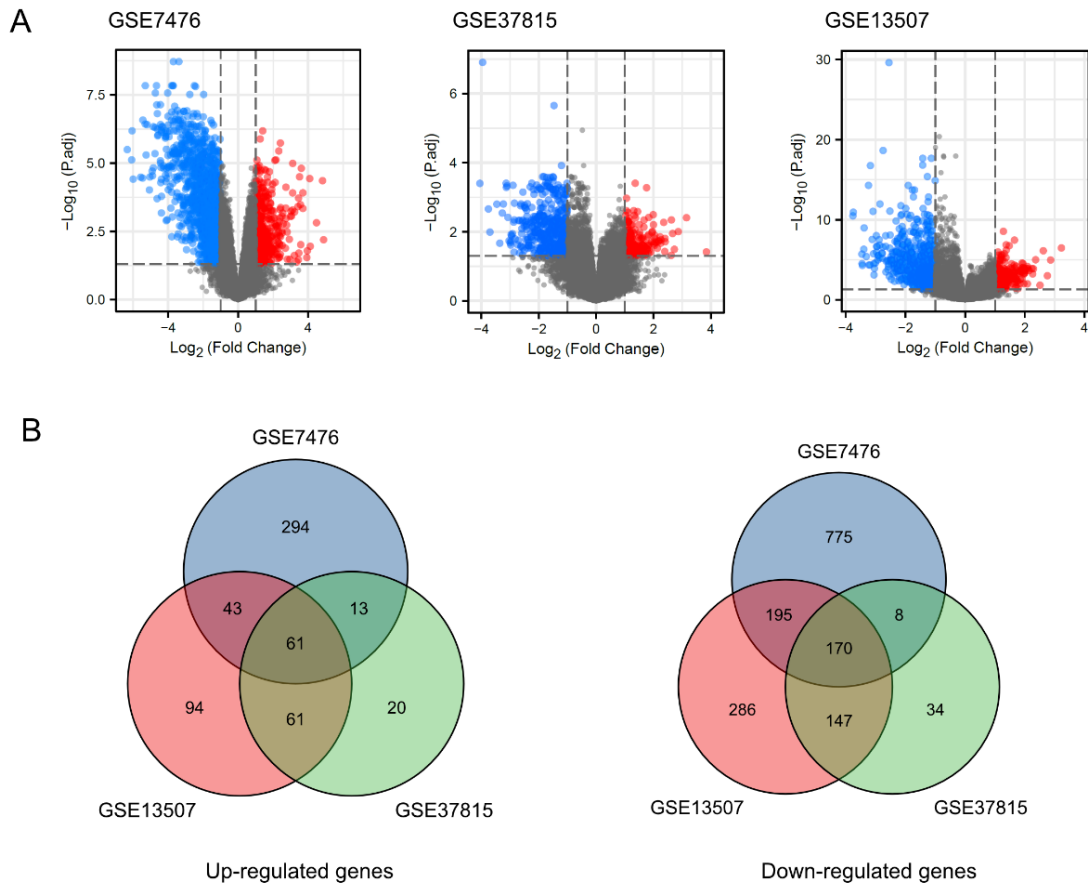 A
GSE7476
GSE37815
GSE13507
7.5
5.0
2.5
0.0
−Log10 (P.adj)
−4
0
4
Log2 (Fold Change)
6
4
2
0
−Log10 (P.adj)
−4
−2
0
2
4
Log2 (Fold Change)
30
20
10
0
−Log10 (P.adj)
−4
−2
0
2
4
Log2 (Fold Change)
B
GSE7476
294
43
13
61
94
61
20
GSE13507
GSE37815
Up-regulated genes
GSE7476
775
195
8
170
286
147
34
GSE13507
GSE37815
Down-regulated genes